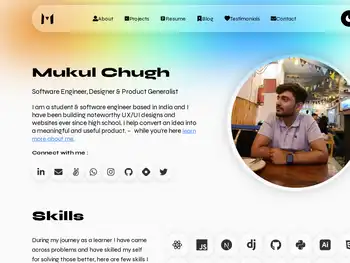 M About Projects Resume Blog Testimonials Contact
Mukul Chugh
Software Engineer, Designer & Product Generalist
I am a student & software engineer based in India and I
have been building noteworthy UX/UI designs and
websites ever since high school. I help convert an idea into
a meaningful and useful product. ~ while you're here learn
more about me.
Connect with me :
Skills
During my journey as a learner I have came
across problems and have skilled my self
for solving those better, here are few skills I
JS N dj AI